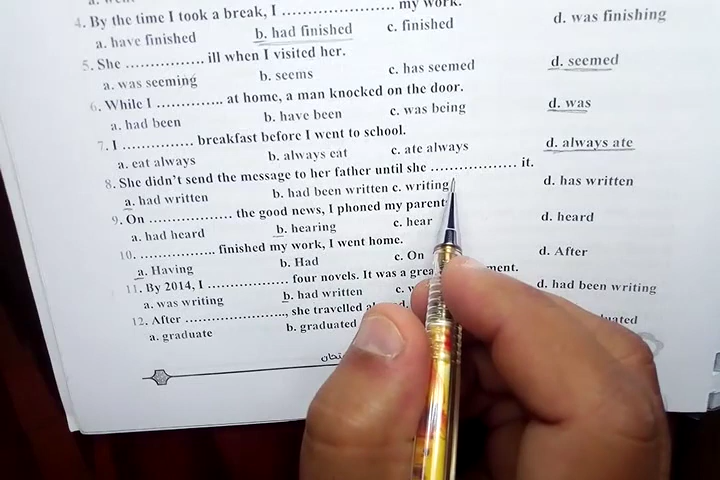 4. By the time I took a break, I ........................ my work.
a. have finished b. had finished c. finished d. was finishing
5. She ................ ill when I visited her.
a. was seeming b. seems c. has seemed d. seemed
6. While I .............. at home, a man knocked on the door.
a. had been b. have been c. was being d. was
7. I ................ breakfast before I went to school.
a. eat always b. always eat c. ate always d. always ate
8. She didn't send the message to her father until she .................. it.
a. had written b. had been written c. writing d. has written
9. On ................. the good news, I phoned my
a. had heard b. hearing c. hear d. heard
10. ................ finished my work, I went home.
a. Having b. Had c. On d. After
11. By 2014, I ................. four novels. It was a
a. was writing b. had written c. d. had been writing
12. After ....................., she travelled
a. graduate b. graduated